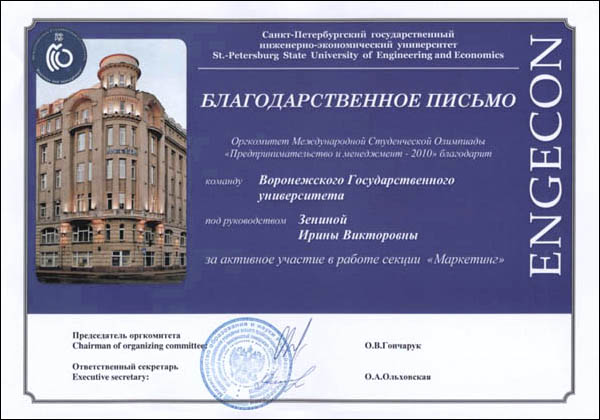 Санкт-Петербургский государственный
инженерно-экономический университет
St.-Petersburg State University of Engineering and Economics
БЛАГОДАРСТВЕННОЕ ПИСЬМО
Оргкомитет Международной Студенческой Олимпиады
«Предпринимательство и менеджмент - 2010» благодарит
команду Воронежского Государственного
университета
под руководством Зениной
Ирины Викторовны
за активное участие в работе секции «Маркетинг»
ENGECON
Председатель оргкомитета
Chairman of organizing committee:
О.В.Гончарук
Ответственный секретарь
Executive secretary:
О.А.Ольховская